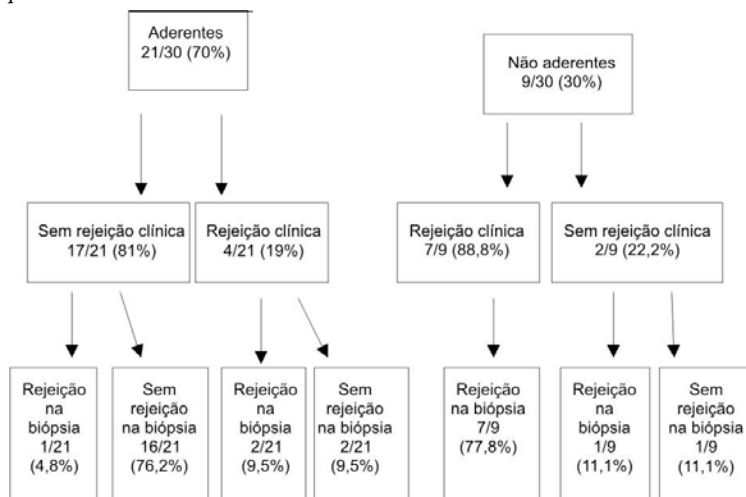 Aderentes
21/30 (70%)
Não aderentes
9/30 (30%)
Sem rejeição clínica
17/21 (81%)
Rejeição clínica
4/21 (19%)
Rejeição clínica
7/9 (88,8%)
Sem rejeição clínica
2/9 (22,2%)
Rejeição
na
biópsia
1/21
(4,8%)
Sem
rejeição
na biópsia
16/21
(76,2%)
Rejeição
na
biópsia
2/21
(9,5%)
Sem
rejeição
na biópsia
2/21
(9,5%)
Rejeição
na biópsia
7/9
(77,8%)
Rejeição
na
biópsia
1/9
(11,1%)
Sem
rejeição
na biópsia
1/9
(11,1%)